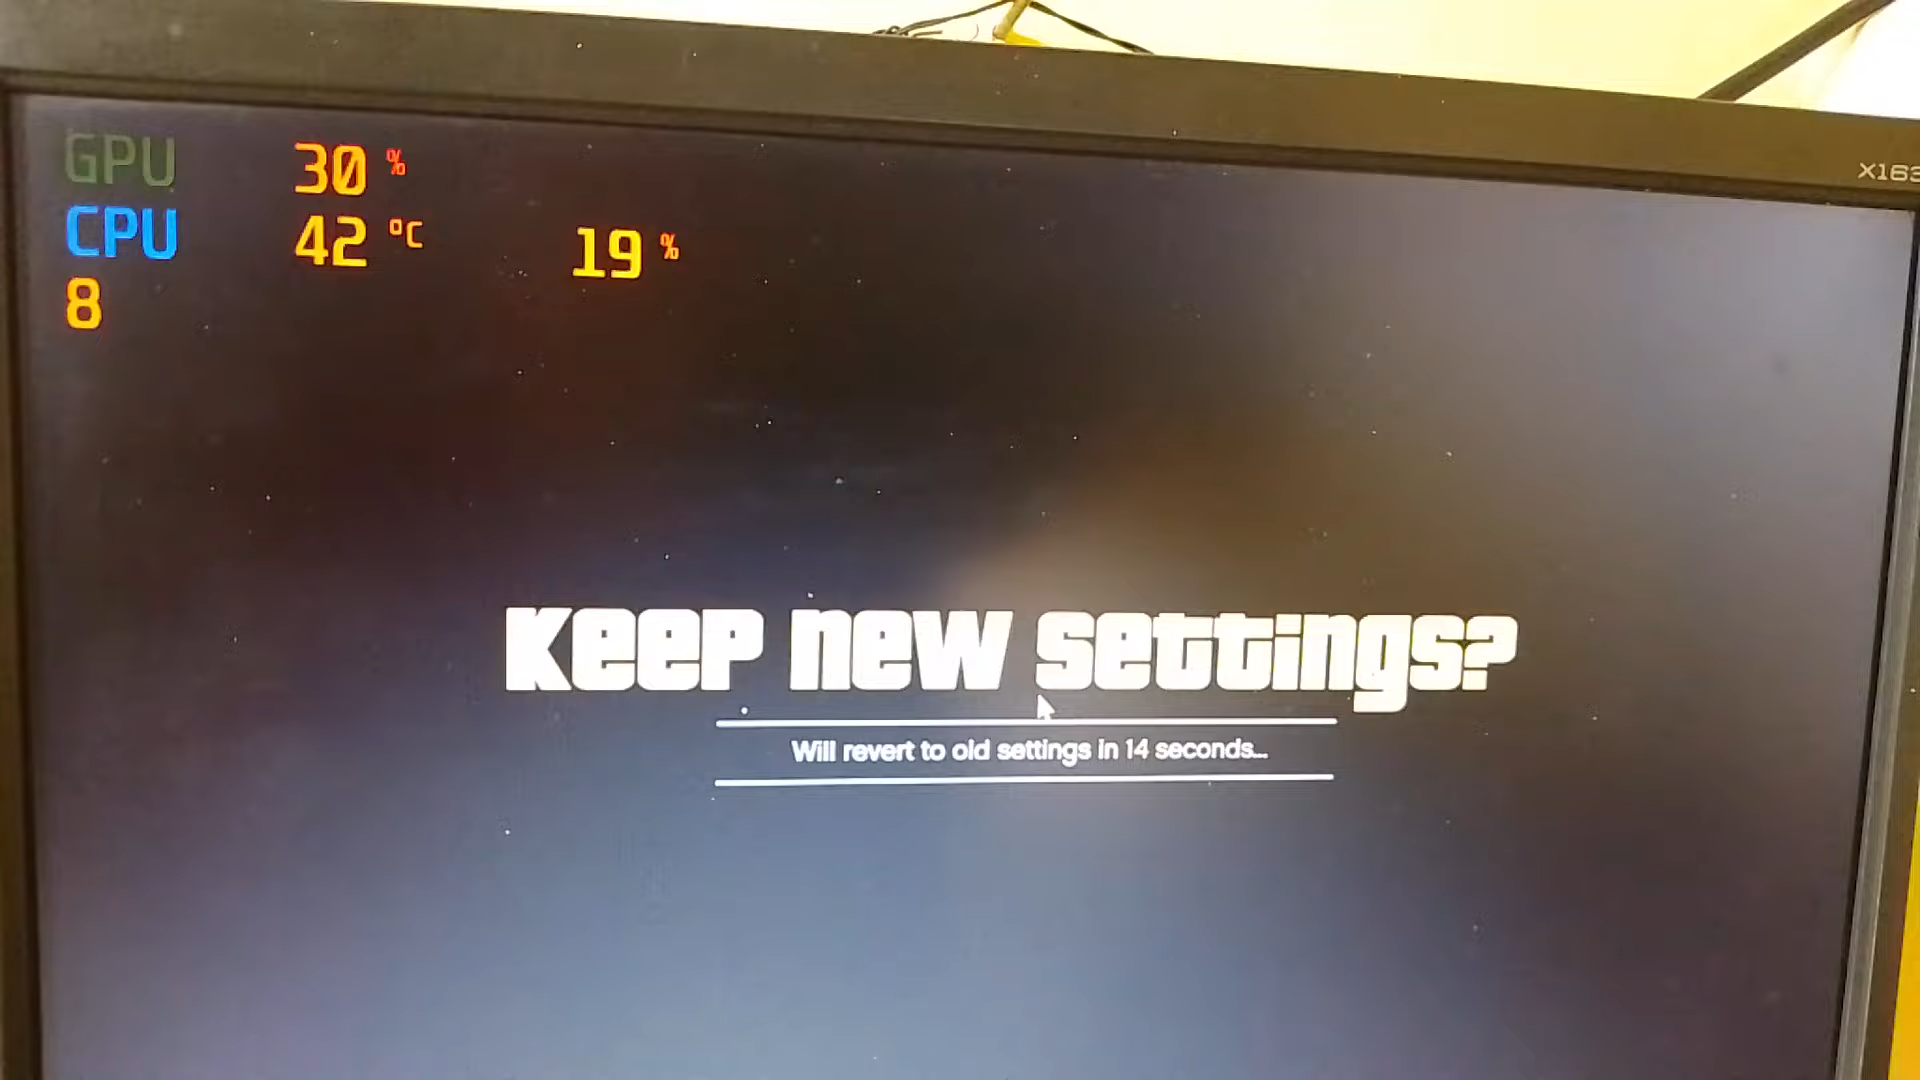 X163
GPU 30 %
CPU 42 °C 19 %
8
Keep new settings?
Will revert to old settings in 14 seconds...